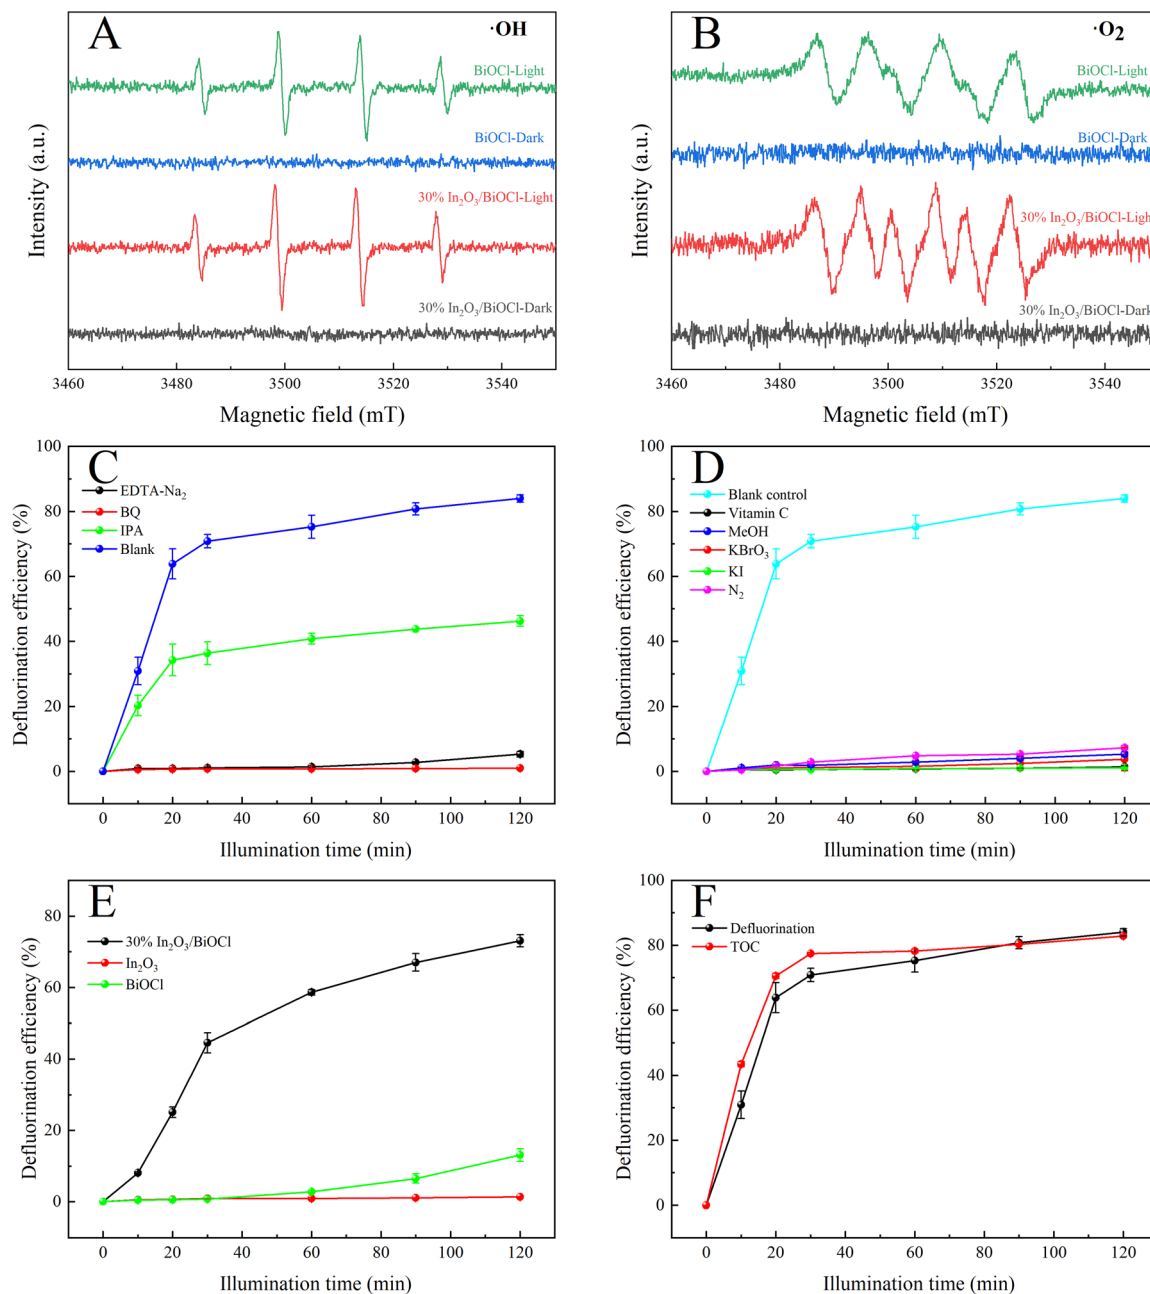 A
·OH
BiOCl-Light
BiOCl-Dark
30% In₂O₃/BiOCl-Light
30% In₂O₃/BiOCl-Dark
Intensity (a.u.)
3460 3480 3500 3520 3540
Magnetic field (mT)
B
·O₂
BiOCl-Light
BiOCl-Dark
30% In₂O₃/BiOCl-Light
30% In₂O₃/BiOCl-Dark
Intensity (a.u.)
3460 3480 3500 3520 3540
Magnetic field (mT)
C
EDTA-Na₂
BQ
IPA
Blank
Defluorination efficiency (%)
100
80
60
40
20
0
0 20 40 60 80 100 120
Illumination time (min)
D
Blank control
Vitamin C
MeOH
KBrO₃
KI
N₂
Defluorination efficiency (%)
100
80
60
40
20
0
0 20 40 60 80 100 120
Illumination time (min)
E
30% In₂O₃/BiOCl
In₂O₃
BiOCl
Defluorination efficiency (%)
80
60
40
20
0
0 20 40 60 80 100 120
Illumination time (min)
F
Defluorination
TOC
Defluorination dfficiency (%)
100
80
60
40
20
0
0 20 40 60 80 100 120
Illumination time (min)